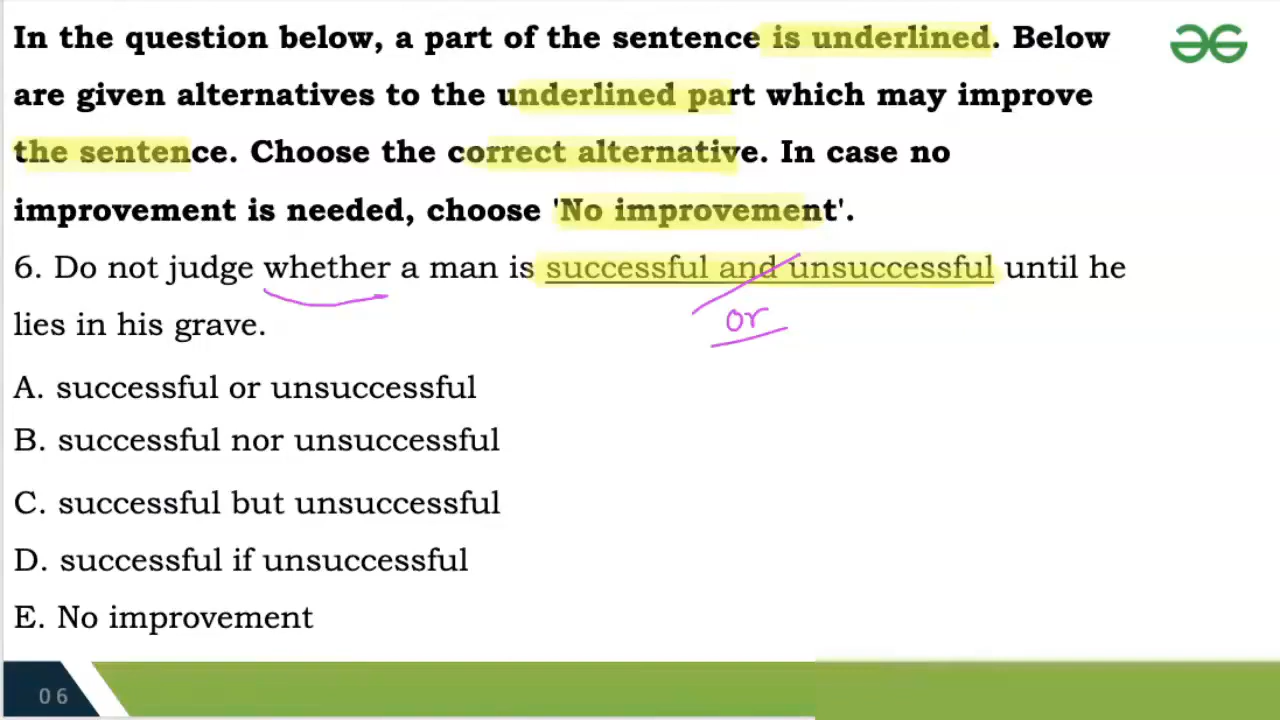 In the question below, a part of the sentence is underlined. Below
are given alternatives to the underlined part which may improve
the sentence. Choose the correct alternative. In case no
improvement is needed, choose 'No improvement'.
6. Do not judge whether a man is successful and unsuccessful until he
or
lies in his grave.
A. successful or unsuccessful
B. successful nor unsuccessful
C. successful but unsuccessful
D. successful if unsuccessful
E. No improvement
06